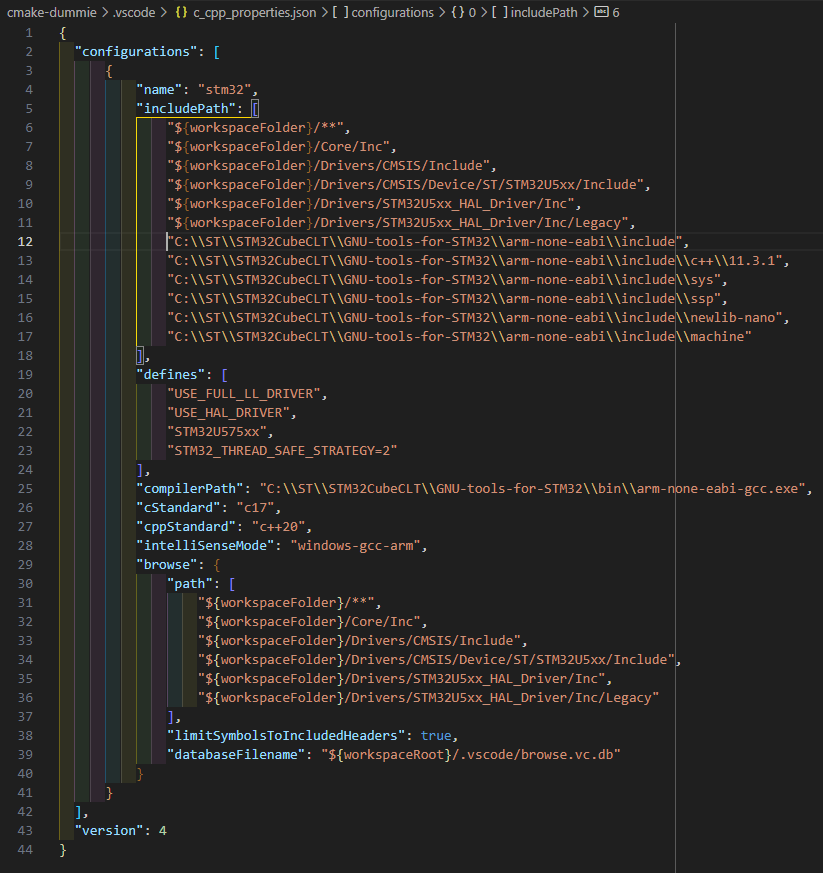 cmake-dummie > .vscode > {} c_cpp_properties.json > [ ] configurations > {} 0 > [ ] includePath > abc 6
1 {
2 "configurations": [
3 {
4 "name": "stm32",
5 "includePath": [
6 "${workspaceFolder}/**",
7 "${workspaceFolder}/Core/Inc",
8 "${workspaceFolder}/Drivers/CMSIS/Include",
9 "${workspaceFolder}/Drivers/CMSIS/Device/ST/STM32U5xx/Include",
10 "${workspaceFolder}/Drivers/STM32U5xx_HAL_Driver/Inc",
11 "${workspaceFolder}/Drivers/STM32U5xx_HAL_Driver/Inc/Legacy",
12 "C:\\ST\\STM32CubeCLT\\GNU-tools-for-STM32\\arm-none-eabi\\include",
13 "C:\\ST\\STM32CubeCLT\\GNU-tools-for-STM32\\arm-none-eabi\\include\\c++\\11.3.1",
14 "C:\\ST\\STM32CubeCLT\\GNU-tools-for-STM32\\arm-none-eabi\\include\\sys",
15 "C:\\ST\\STM32CubeCLT\\GNU-tools-for-STM32\\arm-none-eabi\\include\\ssp",
16 "C:\\ST\\STM32CubeCLT\\GNU-tools-for-STM32\\arm-none-eabi\\include\\newlib-nano",
17 "C:\\ST\\STM32CubeCLT\\GNU-tools-for-STM32\\arm-none-eabi\\include\\machine"
18 ],
19 "defines": [
20 "USE_FULL_LL_DRIVER",
21 "USE_HAL_DRIVER",
22 "STM32U575xx",
23 "STM32_THREAD_SAFE_STRATEGY=2"
24 ],
25 "compilerPath": "C:\\ST\\STM32CubeCLT\\GNU-tools-for-STM32\\bin\\arm-none-eabi-gcc.exe",
26 "cStandard": "c17",
27 "cppStandard": "c++20",
28 "intelliSenseMode": "windows-gcc-arm",
29 "browse": {
30 "path": [
31 "${workspaceFolder}/**",
32 "${workspaceFolder}/Core/Inc",
33 "${workspaceFolder}/Drivers/CMSIS/Include",
34 "${workspaceFolder}/Drivers/CMSIS/Device/ST/STM32U5xx/Include",
35 "${workspaceFolder}/Drivers/STM32U5xx_HAL_Driver/Inc",
36 "${workspaceFolder}/Drivers/STM32U5xx_HAL_Driver/Inc/Legacy"
37 ],
38 "limitSymbolsToIncludedHeaders": true,
39 "databaseFilename": "${workspaceRoot}/.vscode/browse.vc.db"
40 }
41 }
42 ],
43 "version": 4
44 }